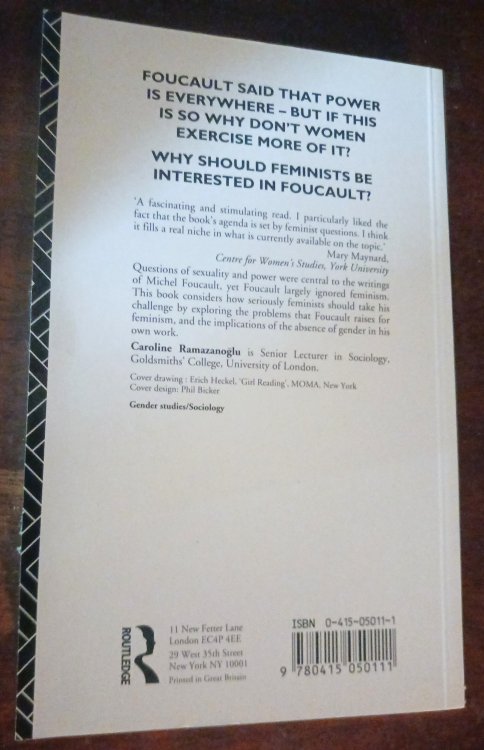 FOUCAULT SAID THAT POWER
IS EVERYWHERE – BUT IF THIS
IS SO WHY DON'T WOMEN
EXERCISE MORE OF IT?
WHY SHOULD FEMINISTS BE
INTERESTED IN FOUCAULT?
'A fascinating and stimulating read. I particularly liked the
fact that the book's agenda is set by feminist questions. I think
it fills a real niche in what is currently available on the topic.'
Mary Maynard,
Centre for Women's Studies, York University
Questions of sexuality and power were central to the writings
of Michel Foucault, yet Foucault largely ignored feminism.
This book considers how seriously feminists should take his
challenge by exploring the problems that Foucault raises for
feminism, and the implications of the absence of gender in his
own work.
Caroline Ramazanoğlu is Senior Lecturer in Sociology,
Goldsmiths' College, University of London.
Cover drawing : Erich Heckel, 'Girl Reading', MOMA, New York
Cover design: Phil Bicker
Gender studies/Sociology
ROUTLEDGE
11 New Fetter Lane
London EC4P 4EE
29 West 35th Street
New York NY 10001
Printed in Great Britain
ISBN 0-415-05011-1
9 780415 050111